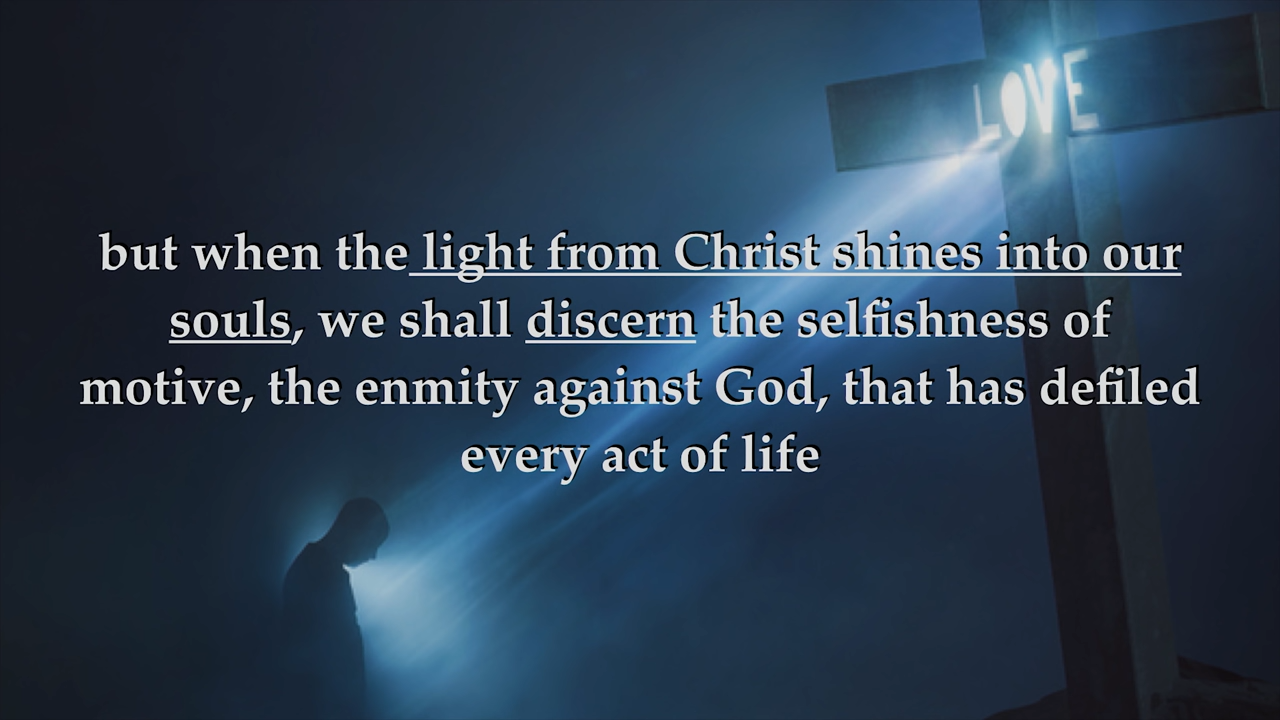 LOVE
but when the light from Christ shines into our
souls, we shall discern the selfishness of
motive, the enmity against God, that has defiled
every act of life